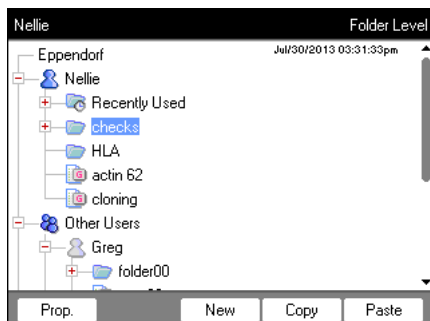 Nellie Folder Level
Eppendorf Jul/30/2013 03:31:33pm
Nellie
Recently Used
checks
HLA
actin 62
cloning
Other Users
Greg
folder00
Prop. New Copy Paste